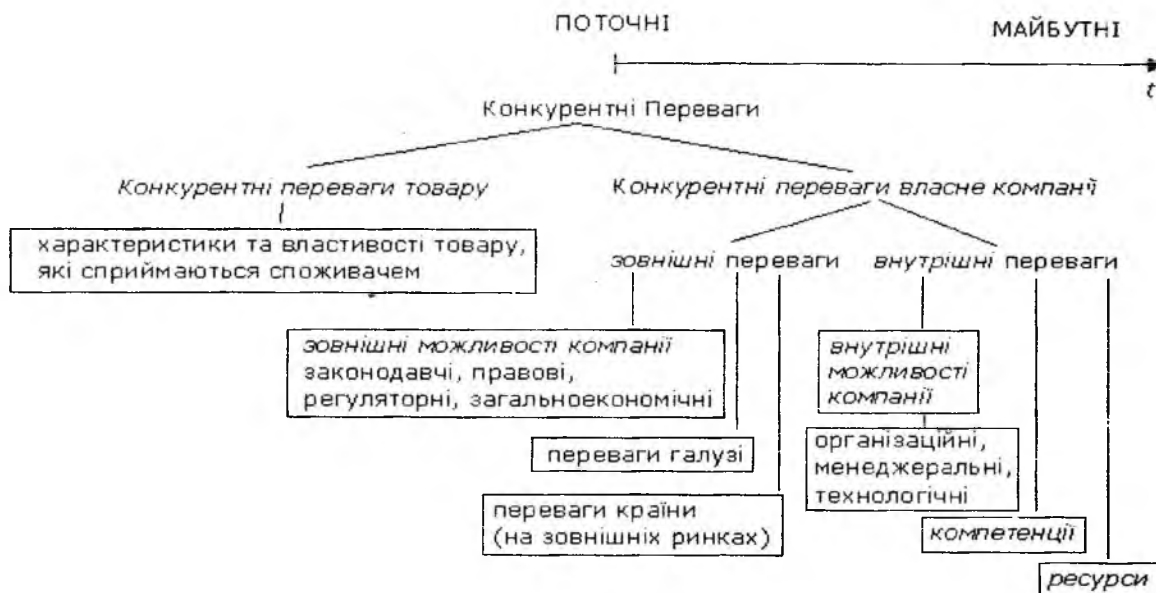 ПОТОЧНІ
МАЙБУТНІ
t
Конкурентні Переваги
Конкурентні переваги товару
Конкурентні переваги власне компанії
характеристики та властивості товару,
які сприймаються споживачем
зовнішні переваги
внутрішні переваги
зовнішні можливості компанії
законодавчі, правові,
регуляторні, загальноекономічні
внутрішні
можливості
компанії
переваги галузі
організаційні,
менеджеральні,
технологічні
переваги країни
(на зовнішніх ринках)
компетенції
ресурси